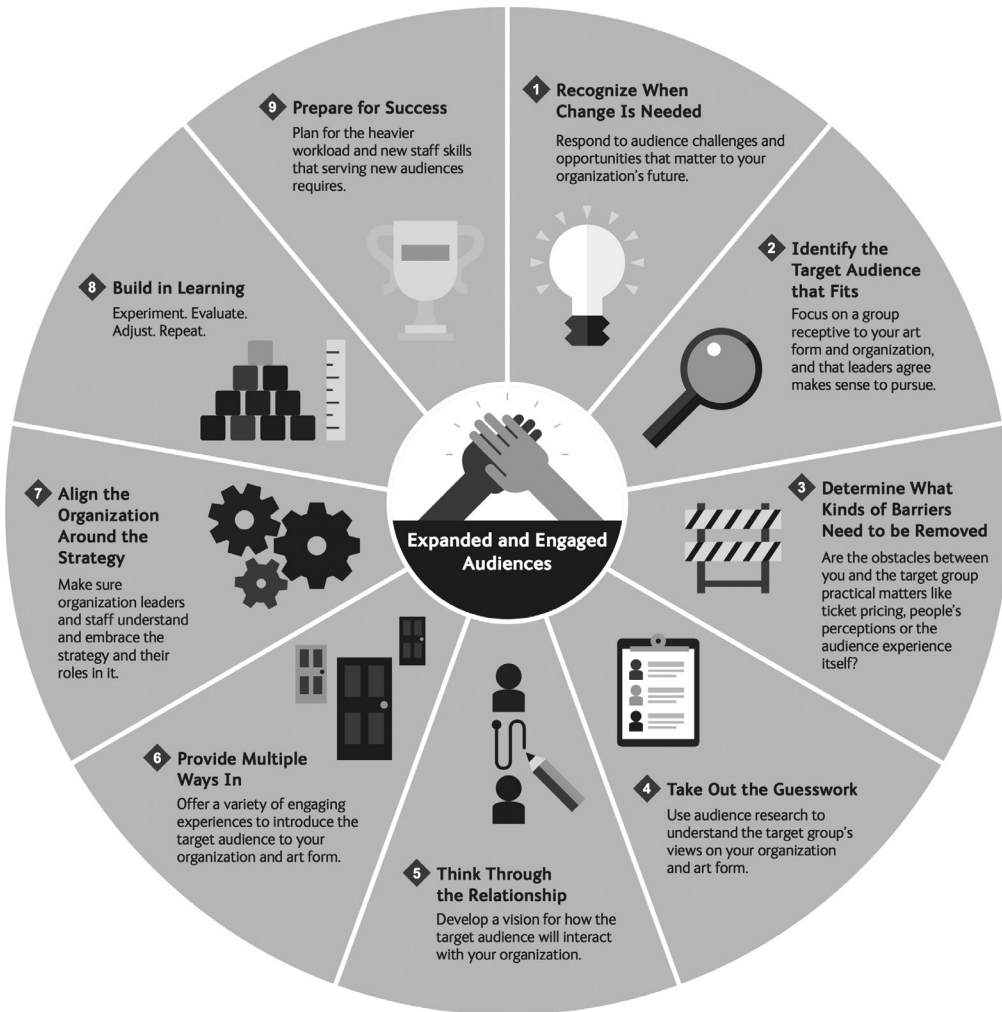 1 Recognize When
Change Is Needed
Respond to audience challenges and
opportunities that matter to your
organization's future.
2 Identify the
Target Audience
that Fits
Focus on a group
receptive to your art
form and organization,
and that leaders agree
makes sense to pursue.
3 Determine What
Kinds of Barriers
Need to be Removed
Are the obstacles between
you and the target group
practical matters like
ticket pricing, people's
perceptions or the
audience experience
itself?
4 Take Out the Guesswork
Use audience research to
understand the target group's
views on your organization
and art form.
5 Think Through
the Relationship
Develop a vision for how the
target audience will interact
with your organization.
6 Provide Multiple
Ways In
Offer a variety of engaging
experiences to introduce the
target audience to your
organization and art form.
7 Align the
Organization
Around the
Strategy
Make sure
organization leaders
and staff understand
and embrace the
strategy and their
roles in it.
8 Build in Learning
Experiment. Evaluate.
Adjust. Repeat.
9 Prepare for Success
Plan for the heavier
workload and new staff skills
that serving new audiences
requires.
Expanded and Engaged
Audiences